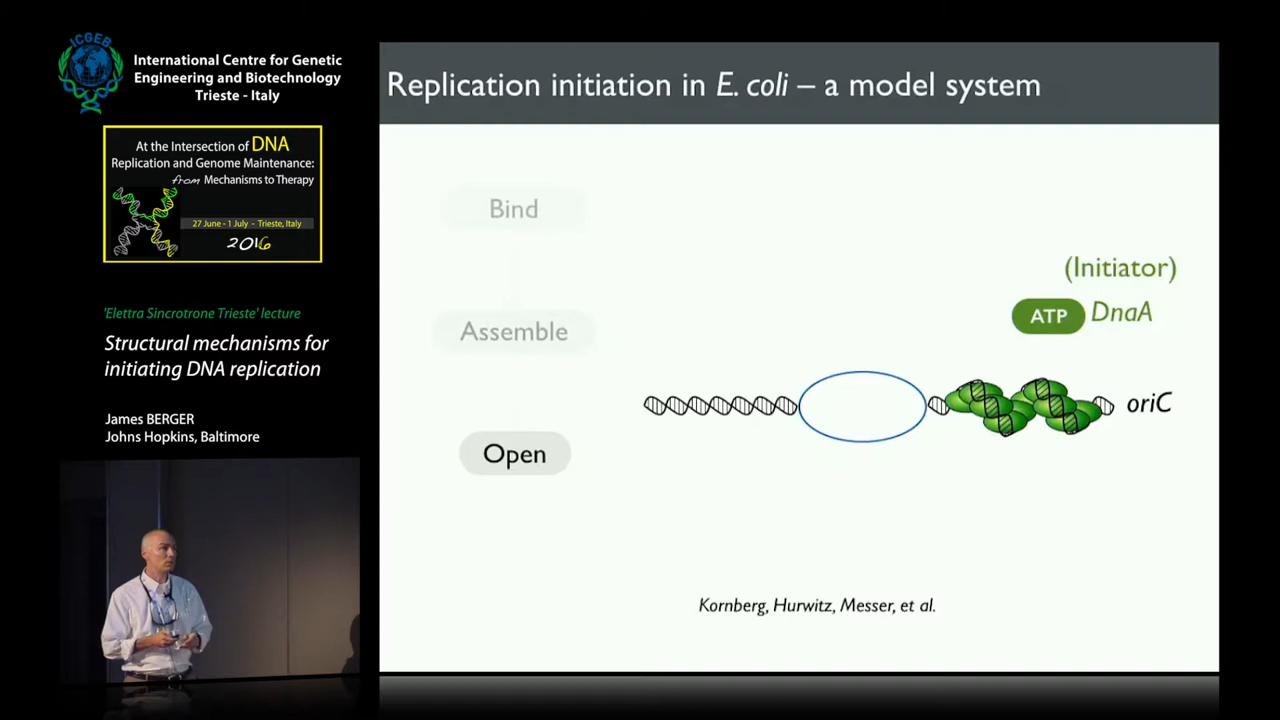 ICGEB
International Centre for Genetic
Engineering and Biotechnology
Trieste - Italy
At the Intersection of DNA
Replication and Genome Maintenance:
from Mechanisms to Therapy
27 June - 1 July - Trieste, Italy
2016
'Elettra Sincrotrone Trieste' lecture
Structural mechanisms for
initiating DNA replication
James BERGER
Johns Hopkins, Baltimore
Replication initiation in E. coli – a model system
Bind
Assemble
Open
(Initiator)
ATP DnaA
oriC
Kornberg, Hurwitz, Messer, et al.